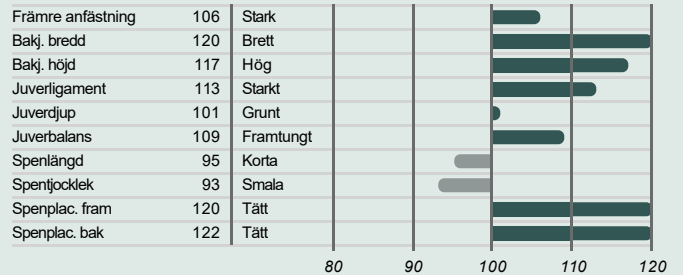 Främre anfästning 106 Stark
Bakj. bredd 120 Brett
Bakj. höjd 117 Hög
Juverligament 113 Starkt
Juverdjup 101 Grunt
Juverbalans 109 Framtungt
Spenlängd 95 Korta
Spentjocklek 93 Smala
Spenplac. fram 120 Tätt
Spenplac. bak 122 Tätt
80 90 100 110 120